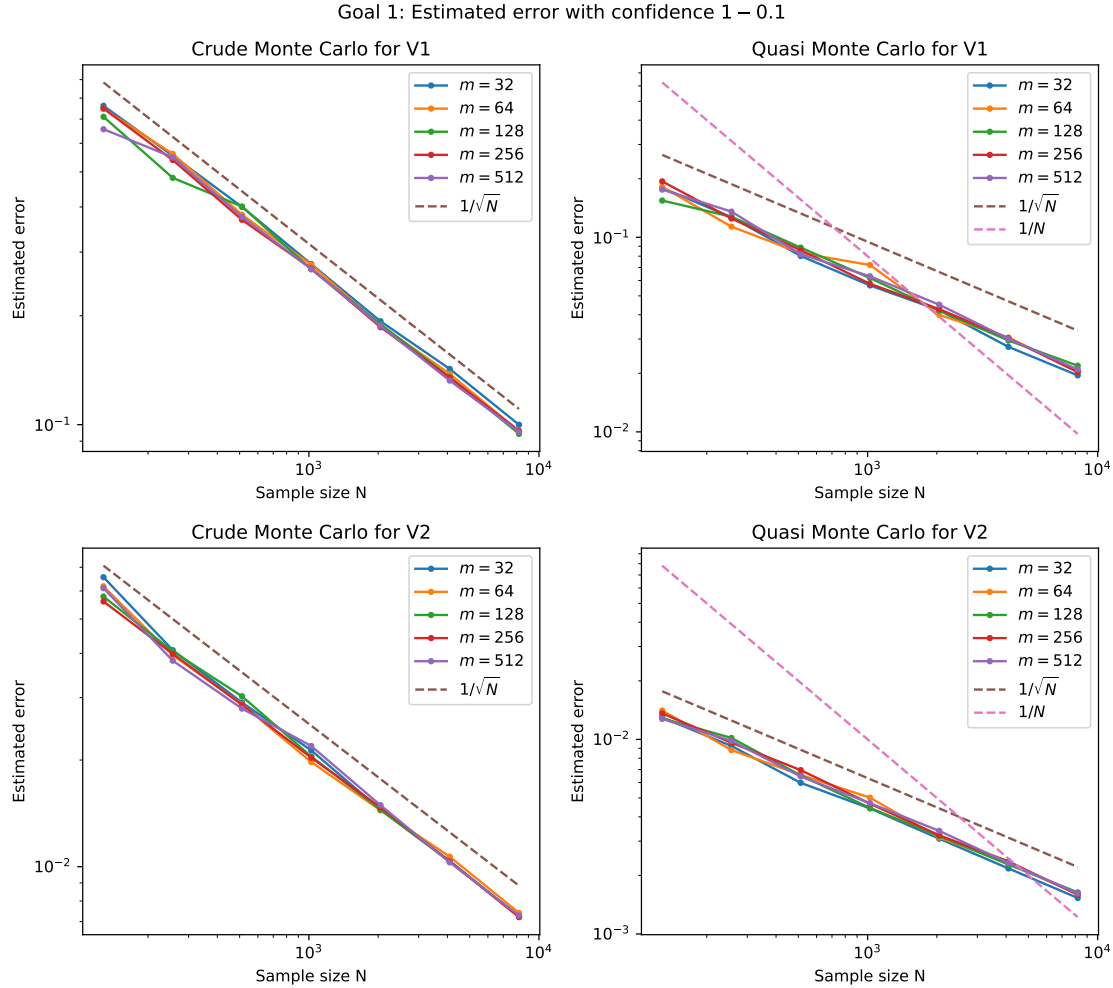 Goal 1: Estimated error with confidence 1 − 0.1
Crude Monte Carlo for V1
Estimated error
10⁻¹
10³
10⁴
Sample size N
m = 32
m = 64
m = 128
m = 256
m = 512
1/√N
Quasi Monte Carlo for V1
Estimated error
10⁻¹
10⁻²
10³
10⁴
Sample size N
m = 32
m = 64
m = 128
m = 256
m = 512
1/√N
1/N
Crude Monte Carlo for V2
Estimated error
10⁻²
10³
10⁴
Sample size N
m = 32
m = 64
m = 128
m = 256
m = 512
1/√N
Quasi Monte Carlo for V2
Estimated error
10⁻²
10⁻³
10³
10⁴
Sample size N
m = 32
m = 64
m = 128
m = 256
m = 512
1/√N
1/N